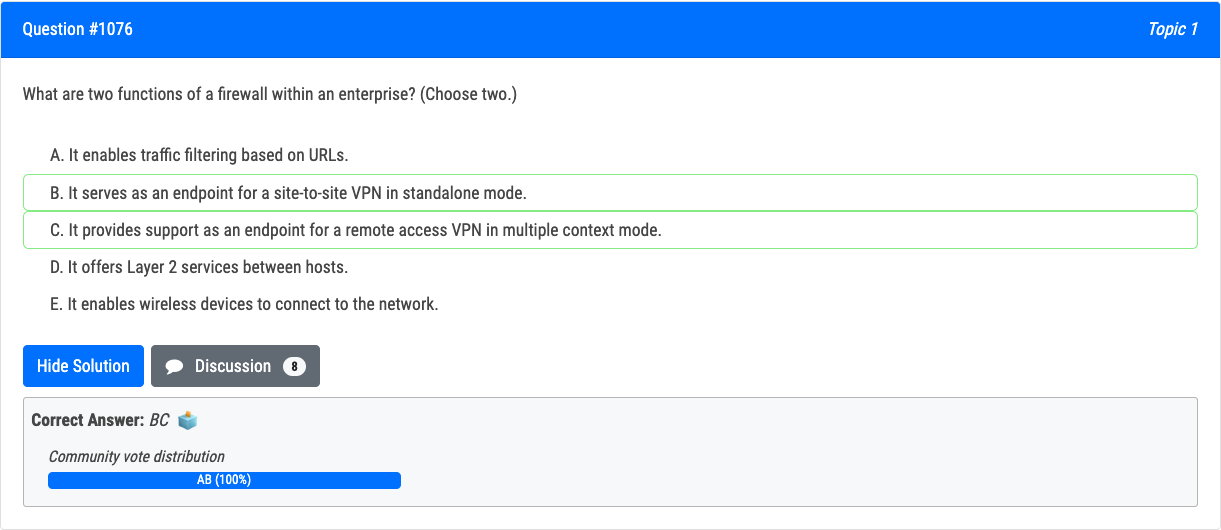 Question #1076 Topic 1
What are two functions of a firewall within an enterprise? (Choose two.)
A. It enables traffic filtering based on URLs.
B. It serves as an endpoint for a site-to-site VPN in standalone mode.
C. It provides support as an endpoint for a remote access VPN in multiple context mode.
D. It offers Layer 2 services between hosts.
E. It enables wireless devices to connect to the network.
Hide Solution Discussion 8
Correct Answer: BC
Community vote distribution
AB (100%)